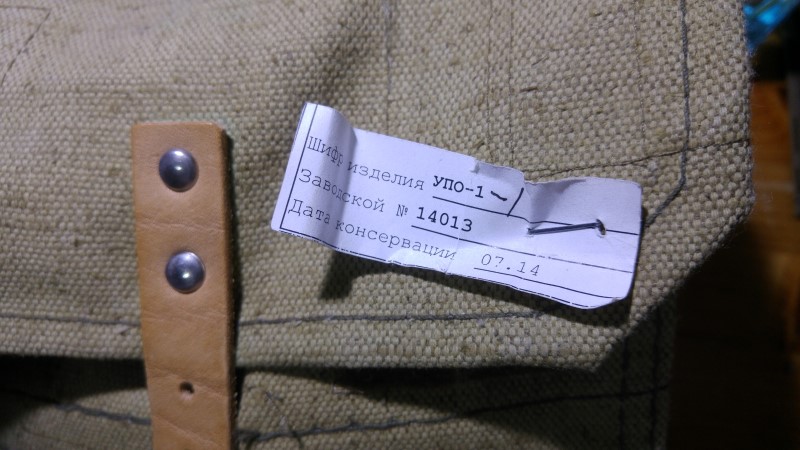 Шифр изделия УПО-1
Заводской № 14013
Дата консервации 07.14